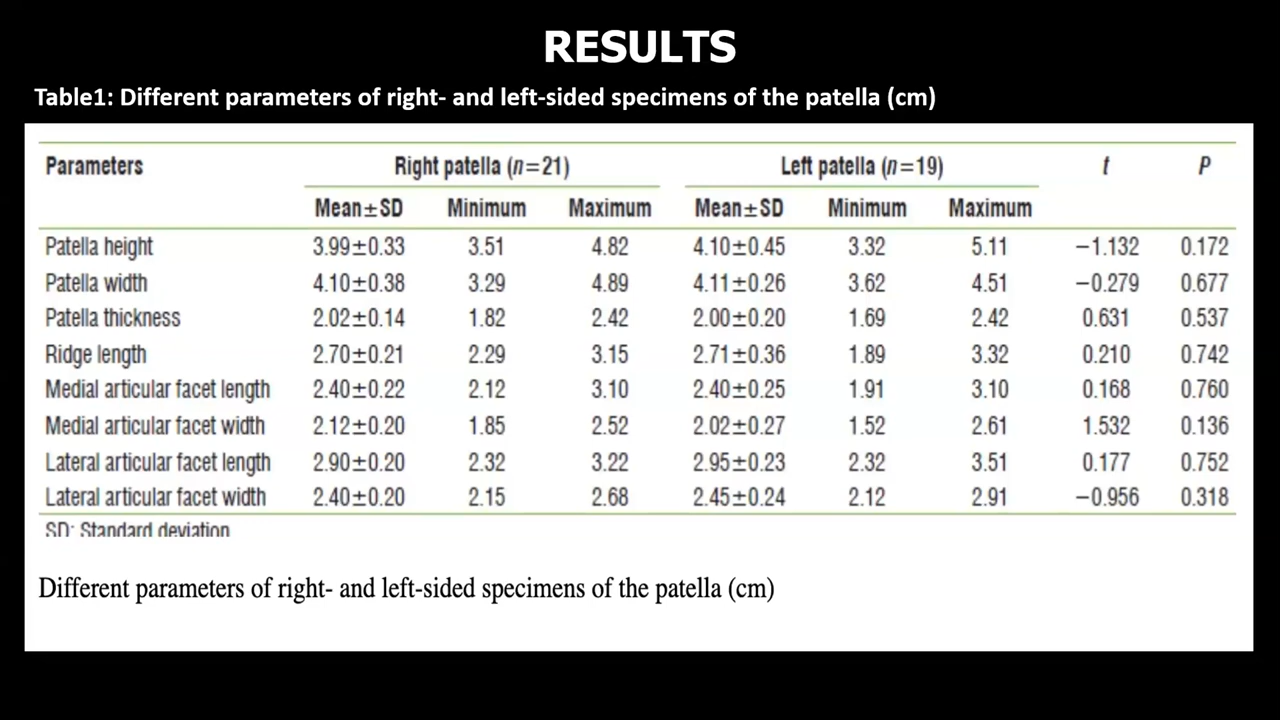 RESULTS
Table1: Different parameters of right- and left-sided specimens of the patella (cm)
Parameters Right patella (n=21) Left patella (n=19) t P
Mean±SD Minimum Maximum Mean±SD Minimum Maximum
Patella height 3.99±0.33 3.51 4.82 4.10±0.45 3.32 5.11 −1.132 0.172
Patella width 4.10±0.38 3.29 4.89 4.11±0.26 3.62 4.51 −0.279 0.677
Patella thickness 2.02±0.14 1.82 2.42 2.00±0.20 1.69 2.42 0.631 0.537
Ridge length 2.70±0.21 2.29 3.15 2.71±0.36 1.89 3.32 0.210 0.742
Medial articular facet length 2.40±0.22 2.12 3.10 2.40±0.25 1.91 3.10 0.168 0.760
Medial articular facet width 2.12±0.20 1.85 2.52 2.02±0.27 1.52 2.61 1.532 0.136
Lateral articular facet length 2.90±0.20 2.32 3.22 2.95±0.23 2.32 3.51 0.177 0.752
Lateral articular facet width 2.40±0.20 2.15 2.68 2.45±0.24 2.12 2.91 −0.956 0.318
SD: Standard deviation
Different parameters of right- and left-sided specimens of the patella (cm)